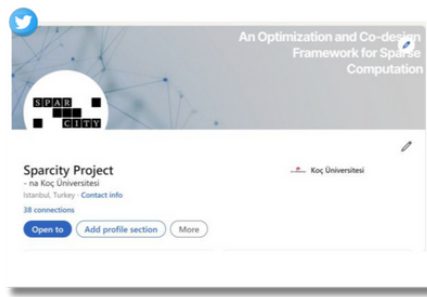 An Optimization and Co-design
Framework for Sparse
Computation
SPAR
CITY
Sparcity Project
- na Koç Üniversitesi
Istanbul, Turkey · Contact info
38 connections
Open to
Add profile section
More
Koç Üniversitesi